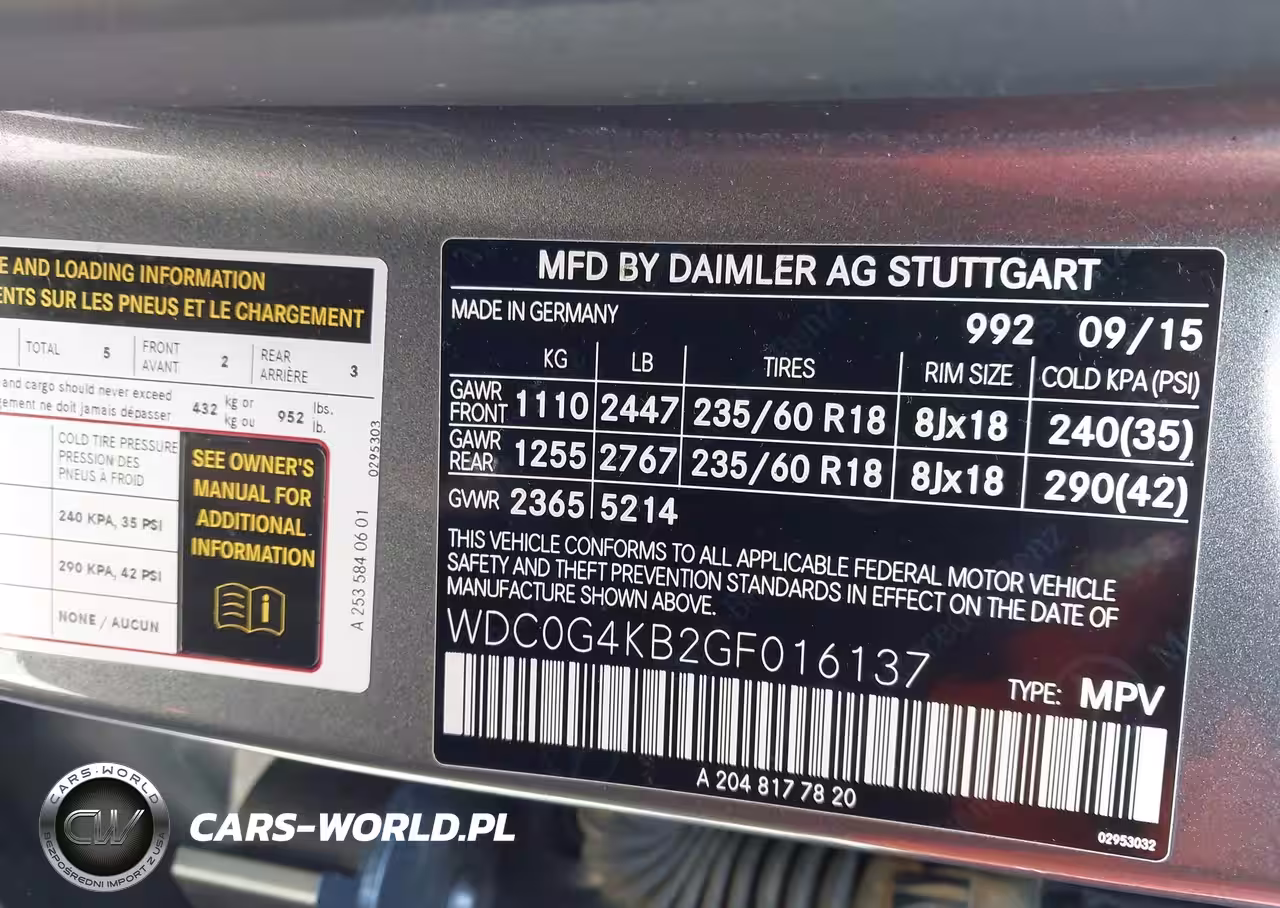 E AND LOADING INFORMATION
ENTS SUR LES PNEUS ET LE CHARGEMENT
TOTAL 5 FRONT AVANT 2 REAR ARRIÈRE 3
and cargo should never exceed
gement ne doit jamais dépasser
432 kg or kg ou 952 lbs. lb.
COLD TIRE PRESSURE
PRESSION DES
PNEUS À FROID
240 KPA, 35 PSI
290 KPA, 42 PSI
NONE / AUCUN
SEE OWNER'S
MANUAL FOR
ADDITIONAL
INFORMATION
A 253 584 06 01
0295303
MFD BY DAIMLER AG STUTTGART
MADE IN GERMANY
992 09/15
KG LB TIRES RIM SIZE COLD KPA (PSI)
GAWR FRONT 1110 2447 235/60 R18 8Jx18 240(35)
GAWR REAR 1255 2767 235/60 R18 8Jx18 290(42)
GVWR 2365 5214
THIS VEHICLE CONFORMS TO ALL APPLICABLE FEDERAL MOTOR VEHICLE
SAFETY AND THEFT PREVENTION STANDARDS IN EFFECT ON THE DATE OF
MANUFACTURE SHOWN ABOVE.
WDC0G4KB2GF016137
TYPE: MPV
A 204 817 78 20
02953032
CARS-WORLD
CW
BEZPOŚREDNI IMPORT Z USA
CARS-WORLD.PL